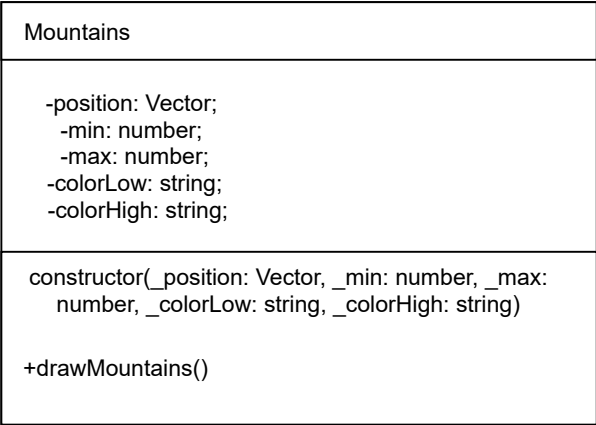 Mountains
-position: Vector;
-min: number;
-max: number;
-colorLow: string;
-colorHigh: string;
constructor(_position: Vector, _min: number, _max:
number, _colorLow: string, _colorHigh: string)
+drawMountains()